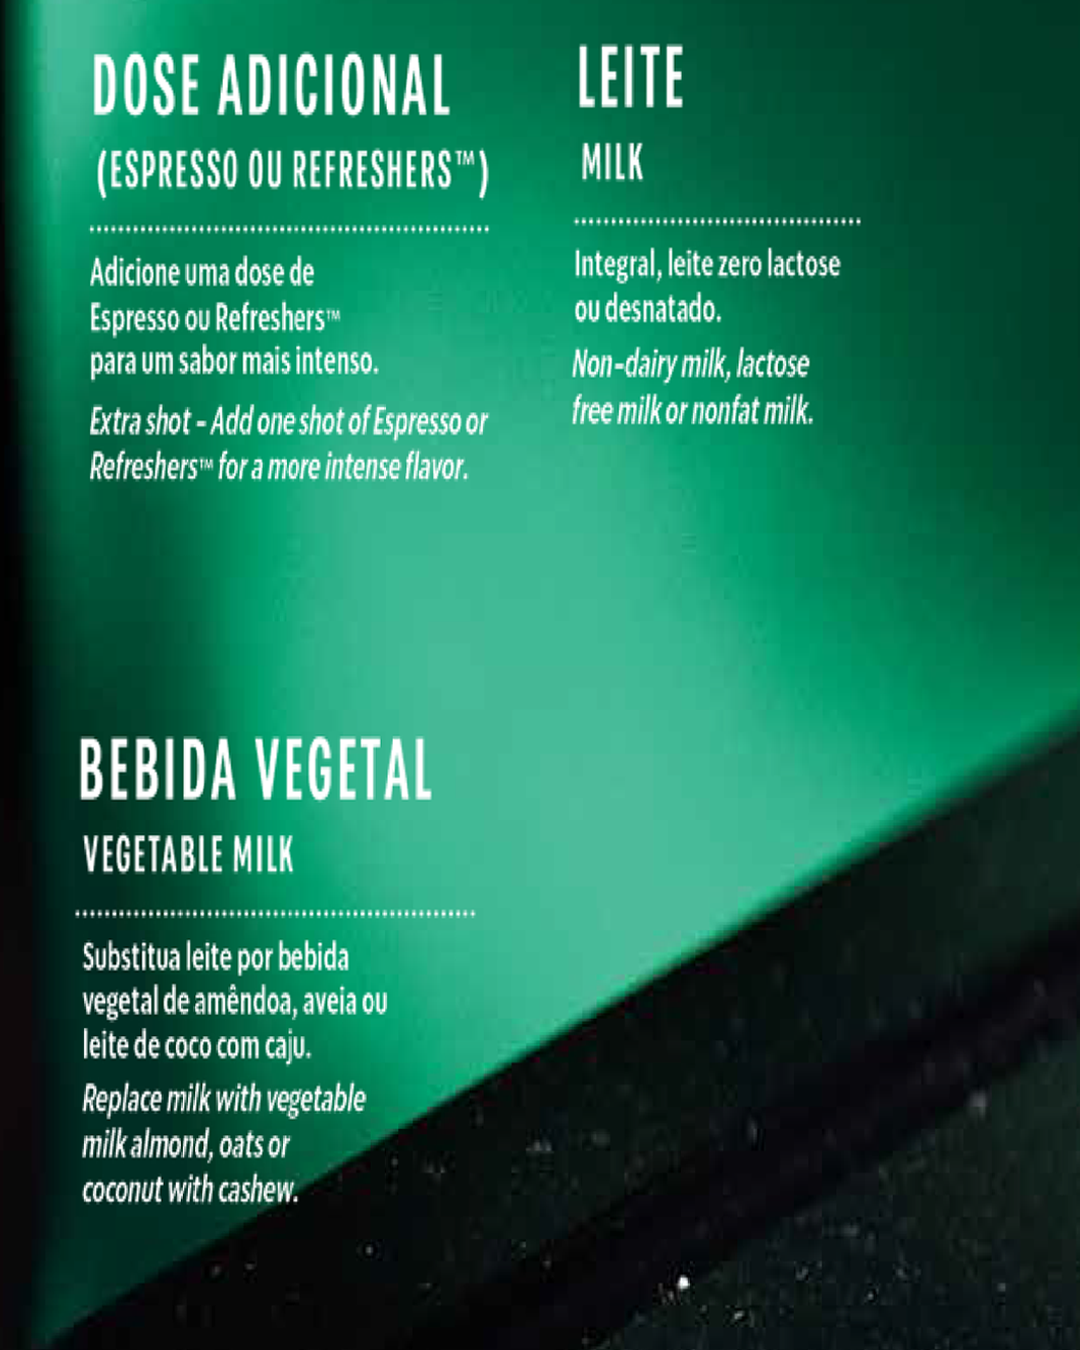 DOSE ADICIONAL
(ESPRESSO OU REFRESHERS™)
Adicione uma dose de
Espresso ou Refreshers™
para um sabor mais intenso.
Extra shot - Add one shot of Espresso or
Refreshers™ for a more intense flavor.
LEITE
MILK
Integral, leite zero lactose
ou desnatado.
Non-dairy milk, lactose
free milk or nonfat milk.
BEBIDA VEGETAL
VEGETABLE MILK
Substitua leite por bebida
vegetal de amêndoa, aveia ou
leite de coco com caju.
Replace milk with vegetable
milk almond, oats or
coconut with cashew.